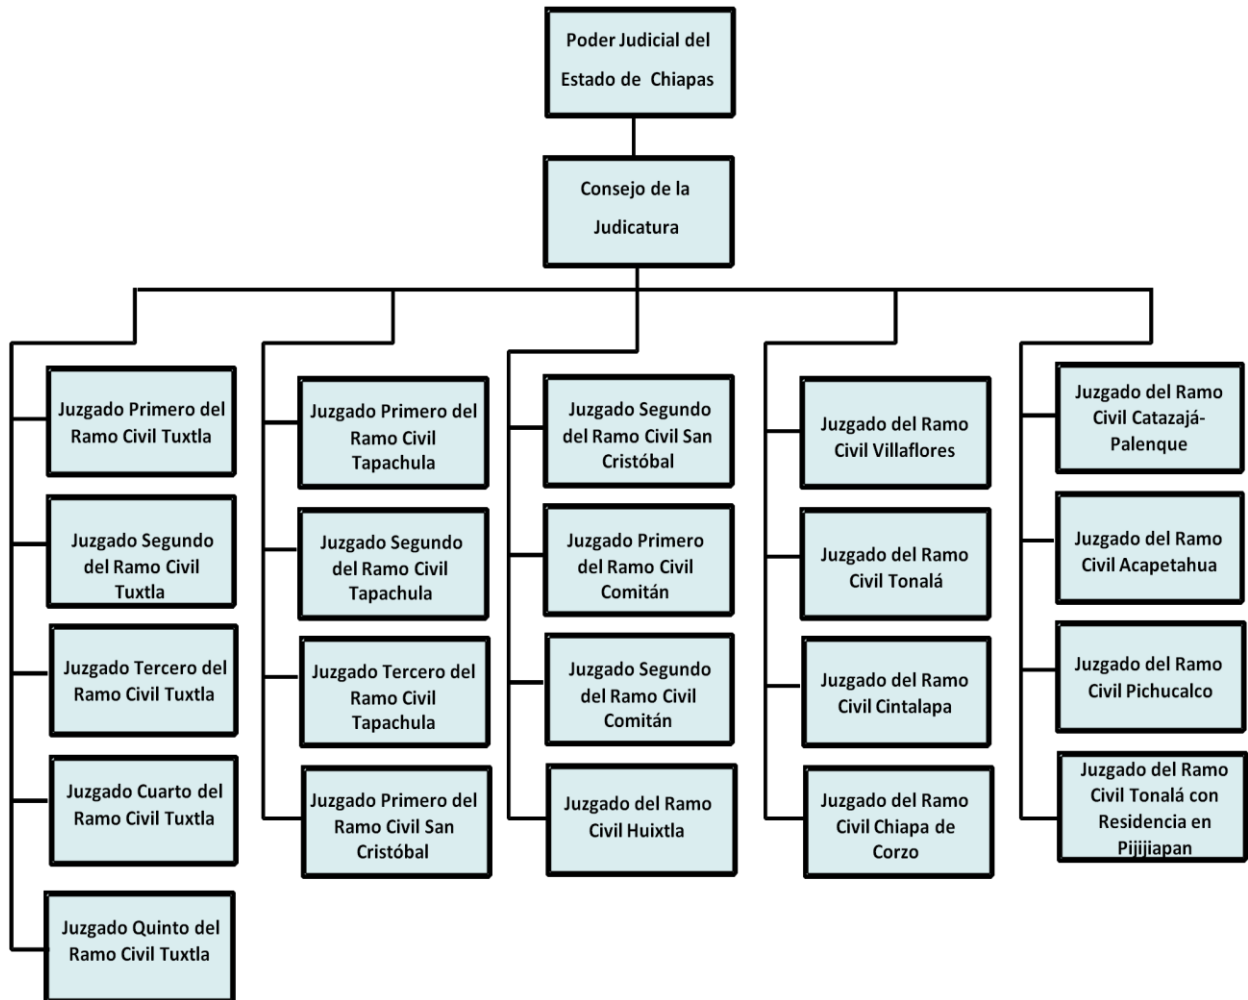 Poder Judicial del
Estado de Chiapas
Consejo de la
Judicatura
Juzgado Primero del
Ramo Civil Tuxtla
Juzgado Segundo
del Ramo Civil
Tuxtla
Juzgado Tercero del
Ramo Civil Tuxtla
Juzgado Cuarto del
Ramo Civil Tuxtla
Juzgado Quinto del
Ramo Civil Tuxtla
Juzgado Primero del
Ramo Civil
Tapachula
Juzgado Segundo
del Ramo Civil
Tapachula
Juzgado Tercero del
Ramo Civil
Tapachula
Juzgado Primero del
Ramo Civil San
Cristóbal
Juzgado Segundo
del Ramo Civil San
Cristóbal
Juzgado Primero
del Ramo Civil
Comitán
Juzgado Segundo
del Ramo Civil
Comitán
Juzgado del Ramo
Civil Huixtla
Juzgado del Ramo
Civil Villaflores
Juzgado del Ramo
Civil Tonalá
Juzgado del Ramo
Civil Cintalapa
Juzgado del Ramo
Civil Chiapa de
Corzo
Juzgado del Ramo
Civil Catazajá-
Palenque
Juzgado del Ramo
Civil Acapetahua
Juzgado del Ramo
Civil Pichucalco
Juzgado del Ramo
Civil Tonalá con
Residencia en
Pijijiapan